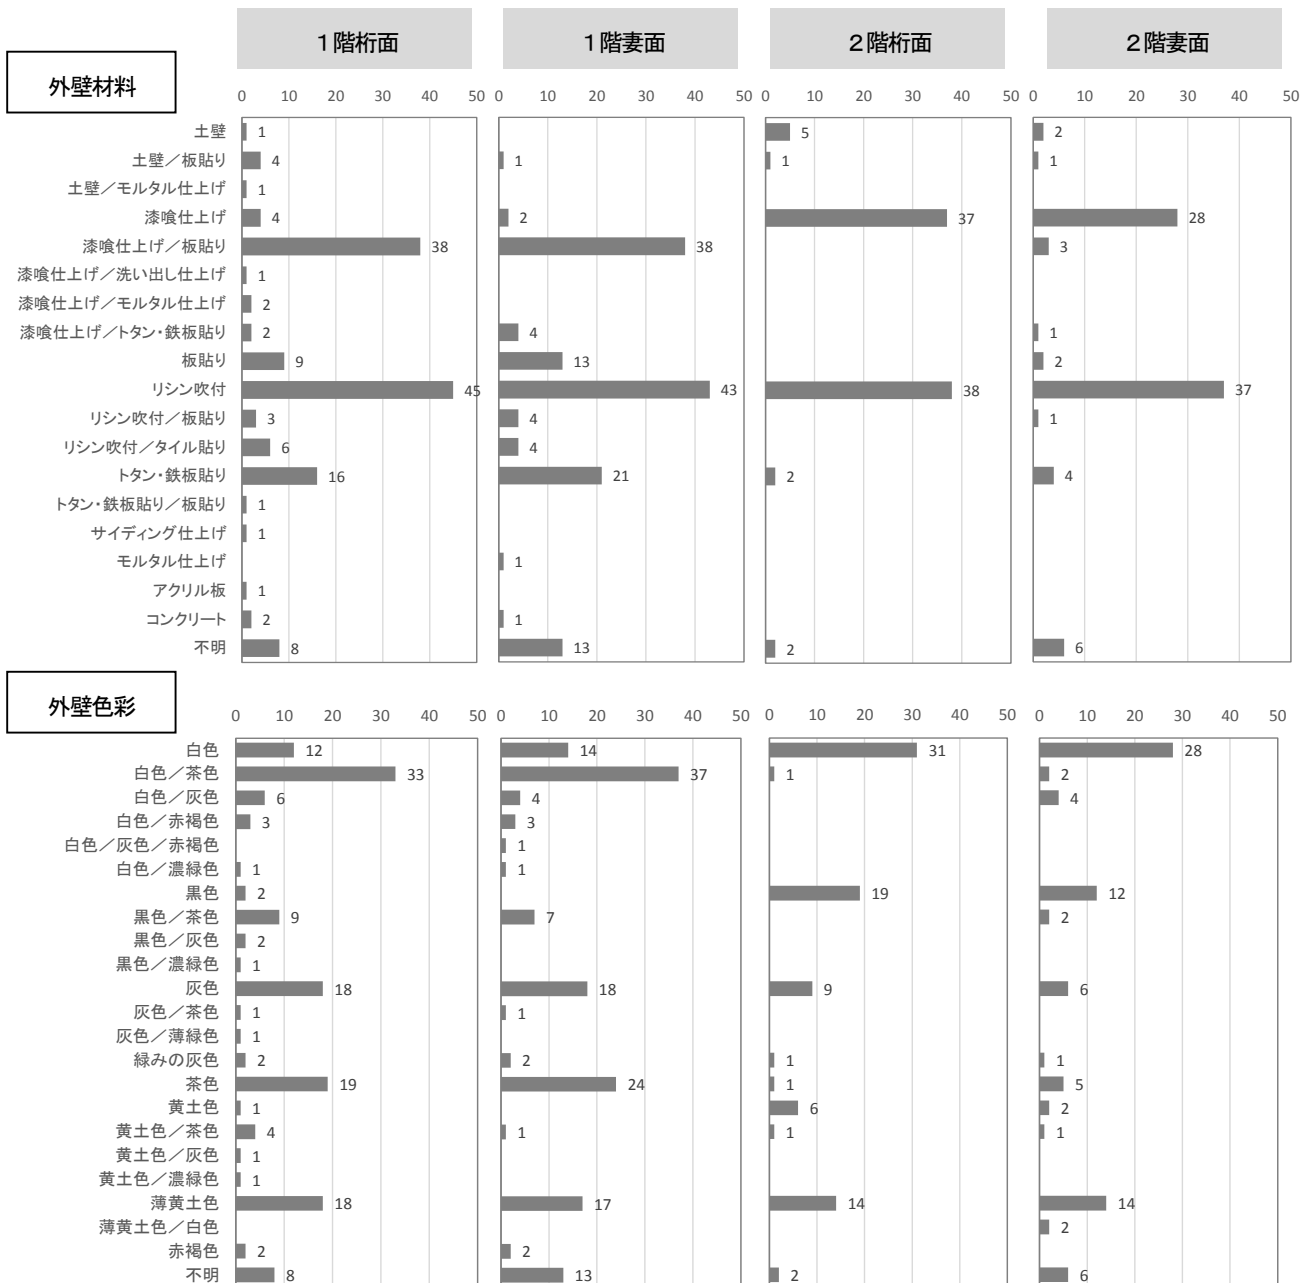 １階桁面 １階妻面 ２階桁面 ２階妻面
外壁材料
0 10 20 30 40 50 0 10 20 30 40 50 0 10 20 30 40 50 0 10 20 30 40 50
土壁 1 5 2
土壁／板貼り 4 1 1 1
土壁／モルタル仕上げ 1
漆喰仕上げ 4 2 37 28
漆喰仕上げ／板貼り 38 38 3
漆喰仕上げ／洗い出し仕上げ 1
漆喰仕上げ／モルタル仕上げ 2
漆喰仕上げ／トタン・鉄板貼り 2 4 1
板貼り 9 13 2
リシン吹付 45 43 38 37
リシン吹付／板貼り 3 4 1
リシン吹付／タイル貼り 6 4
トタン・鉄板貼り 16 21 2 4
トタン・鉄板貼り／板貼り 1
サイディング仕上げ 1
モルタル仕上げ 1
アクリル板 1
コンクリート 2 1
不明 8 13 2 6
外壁色彩
0 10 20 30 40 50 0 10 20 30 40 50 0 10 20 30 40 50 0 10 20 30 40 50
白色 12 14 31 28
白色／茶色 33 37 1 2
白色／灰色 6 4 4
白色／赤褐色 3 3
白色／灰色／赤褐色 1
白色／濃緑色 1 1
黒色 2 19 12
黒色／茶色 9 7 2
黒色／灰色 2
黒色／濃緑色 1
灰色 18 18 9 6
灰色／茶色 1 1
灰色／薄緑色 1
緑みの灰色 2 2 1 1
茶色 19 24 1 5
黄土色 1 6 2
黄土色／茶色 4 1 1 1
黄土色／灰色 1
黄土色／濃緑色 1
薄黄土色 18 17 14 14
薄黄土色／白色 2
赤褐色 2 2
不明 8 13 2 6